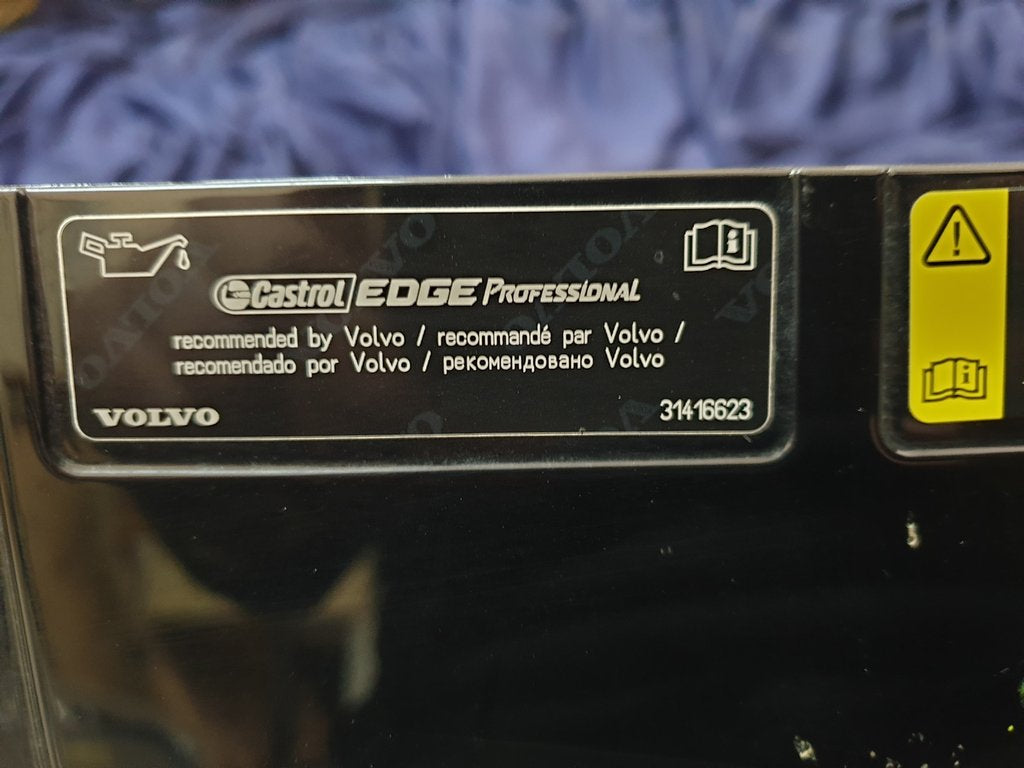 Castrol EDGE PROFESSIONAL
recommended by Volvo / recommandé par Volvo /
recomendado por Volvo / рекомендовано Volvo
VOLVO 31416623